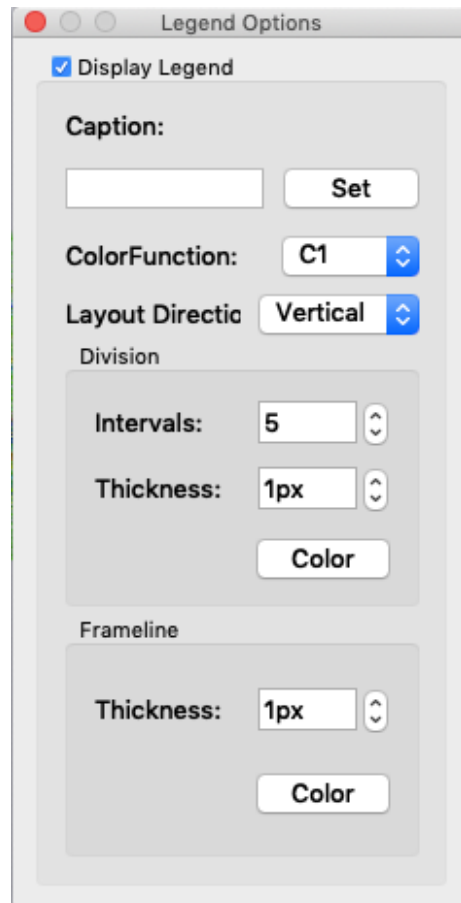 Legend Options
Display Legend
Caption:
Set
ColorFunction: C1
Layout Directio Vertical
Division
Intervals: 5
Thickness: 1px
Color
Frameline
Thickness: 1px
Color